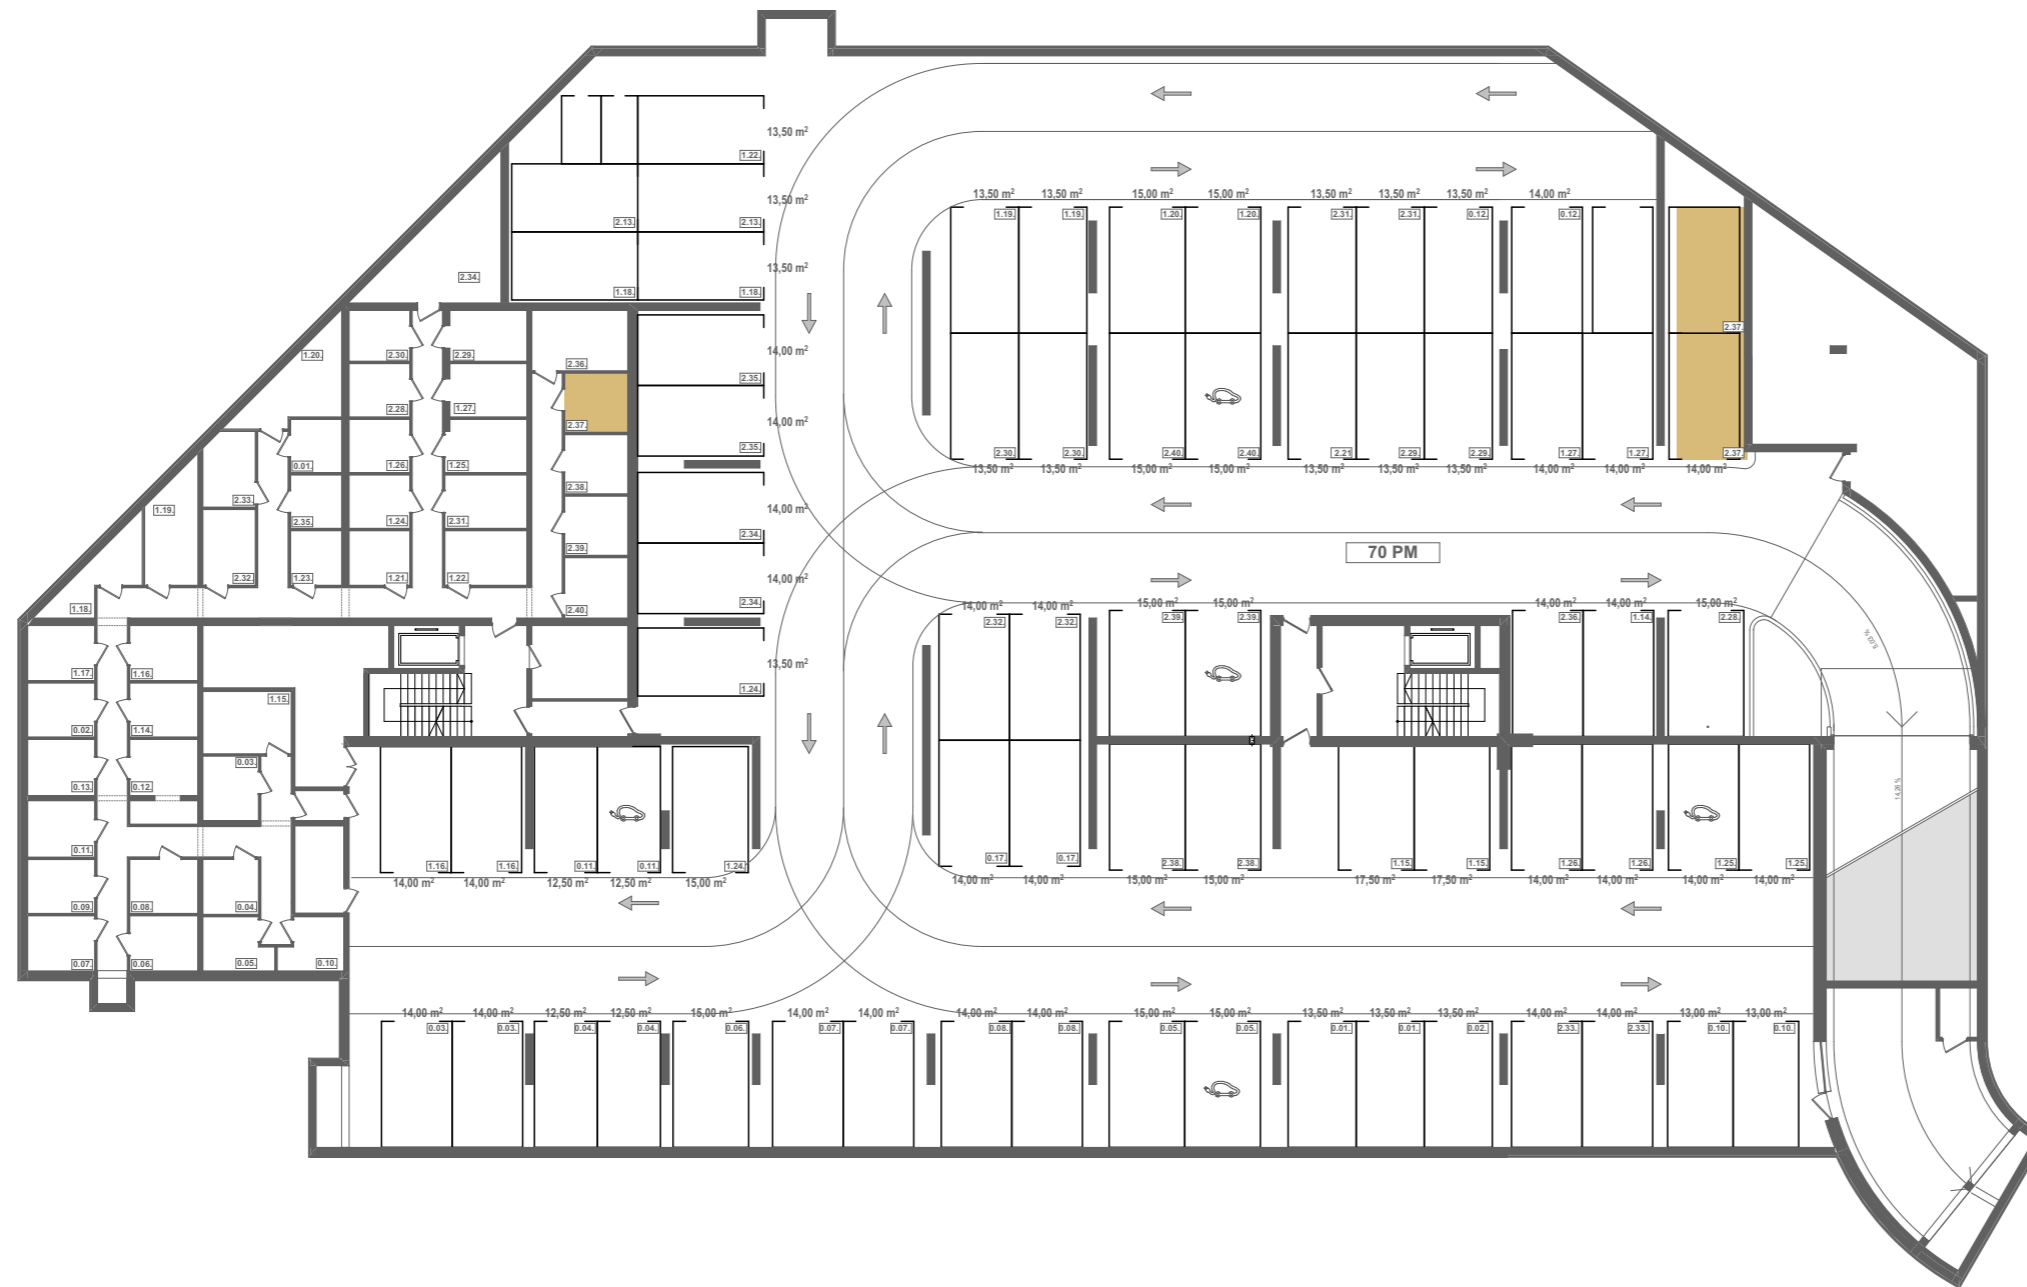 13,50 m²
1.22.
13,50 m²
2.13. 2.13.
13,50 m²
1.18. 1.18.
2.34.
1.20.
14,00 m²
2.35.
14,00 m²
2.35.
14,00 m²
2.34.
14,00 m²
2.34.
13,50 m²
1.24.
13,50 m² 13,50 m² 15,00 m² 15,00 m² 13,50 m² 13,50 m² 13,50 m² 14,00 m²
1.19. 1.19. 1.20. 1.20. 2.31. 2.31. 0.12. 0.12.
2.37.
2.30. 2.30. 2.40. 2.40. 2.21 2.29. 2.29. 1.27. 1.27. 2.37.
13,50 m² 13,50 m² 15,00 m² 15,00 m² 13,50 m² 13,50 m² 13,50 m² 14,00 m² 14,00 m² 14,00 m²
2.30. 2.29. 2.36.
2.28. 1.27. 2.37.
0.01. 1.26. 1.25. 2.38.
2.33.
1.19.
2.35. 1.24. 2.31. 2.39.
2.32. 1.23. 1.21. 1.22.
1.18. 2.40.
70 PM
14,00 m² 14,00 m² 15,00 m² 15,00 m² 14,00 m² 14,00 m² 15,00 m²
2.32. 2.32. 2.39. 2.39. 2.36. 1.14. 2.28.
5,03 %
1.17. 1.16.
1.15.
0.02. 1.14.
0.03.
0.13. 0.12.
14,26 %
0.11.
1.16. 1.16. 0.11. 0.11. 1.24.
14,00 m² 14,00 m² 12,50 m² 12,50 m² 15,00 m²
0.17. 0.17. 2.38. 2.38. 1.15. 1.15. 1.26. 1.26. 1.25. 1.25.
14,00 m² 14,00 m² 15,00 m² 15,00 m² 17,50 m² 17,50 m² 14,00 m² 14,00 m² 14,00 m² 14,00 m²
0.09. 0.08. 0.04.
0.07. 0.06. 0.05. 0.10.
14,00 m² 14,00 m² 12,50 m² 12,50 m² 15,00 m² 14,00 m² 14,00 m² 14,00 m² 14,00 m² 15,00 m² 15,00 m² 13,50 m² 13,50 m² 13,50 m² 14,00 m² 14,00 m² 13,00 m² 13,00 m²
0.03. 0.03. 0.04. 0.04. 0.06. 0.07. 0.07. 0.08. 0.08. 0.05. 0.05. 0.01. 0.01. 0.02. 2.33. 2.33. 0.10. 0.10.